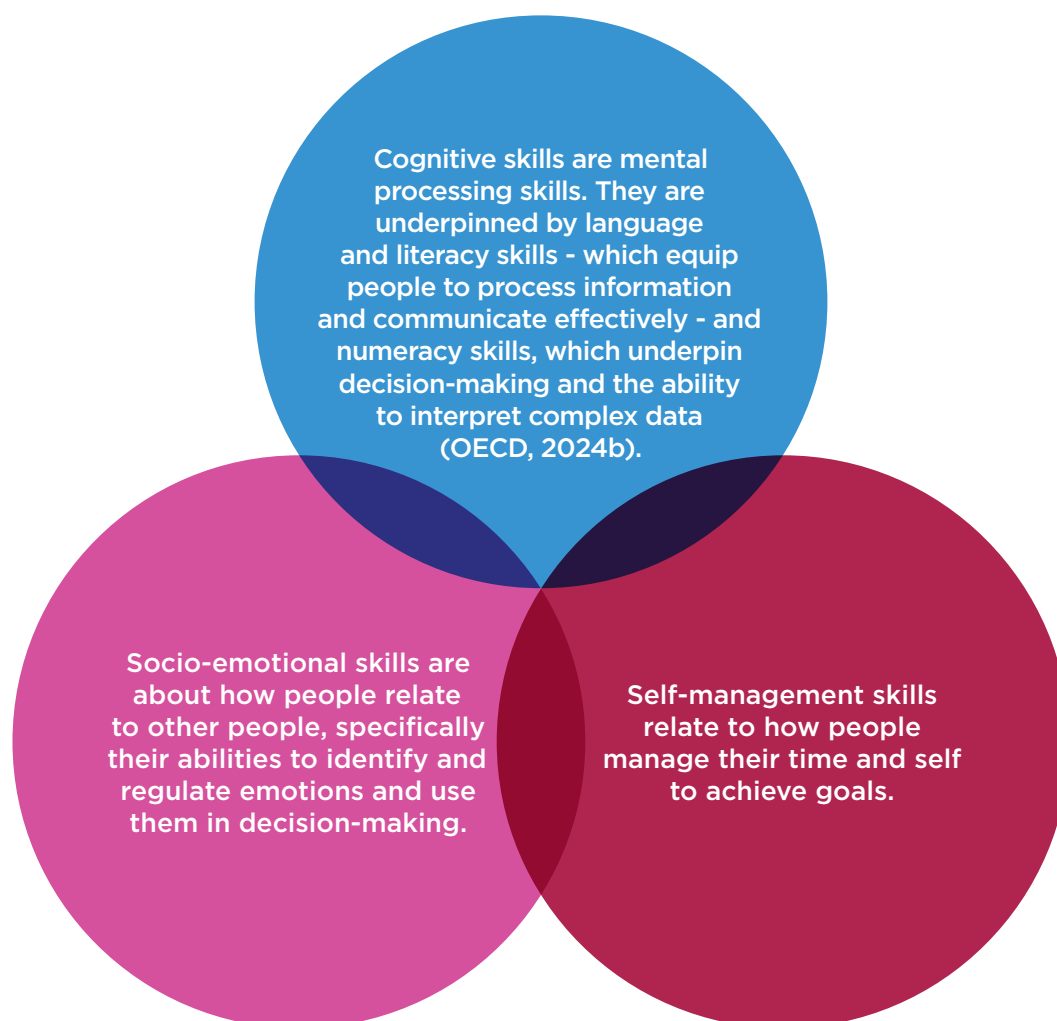 Cognitive skills are mental
processing skills. They are
underpinned by language
and literacy skills - which equip
people to process information
and communicate effectively - and
numeracy skills, which underpin
decision-making and the ability
to interpret complex data
(OECD, 2024b).
Socio-emotional skills are
about how people relate
to other people, specifically
their abilities to identify and
regulate emotions and use
them in decision-making.
Self-management skills
relate to how people
manage their time and self
to achieve goals.